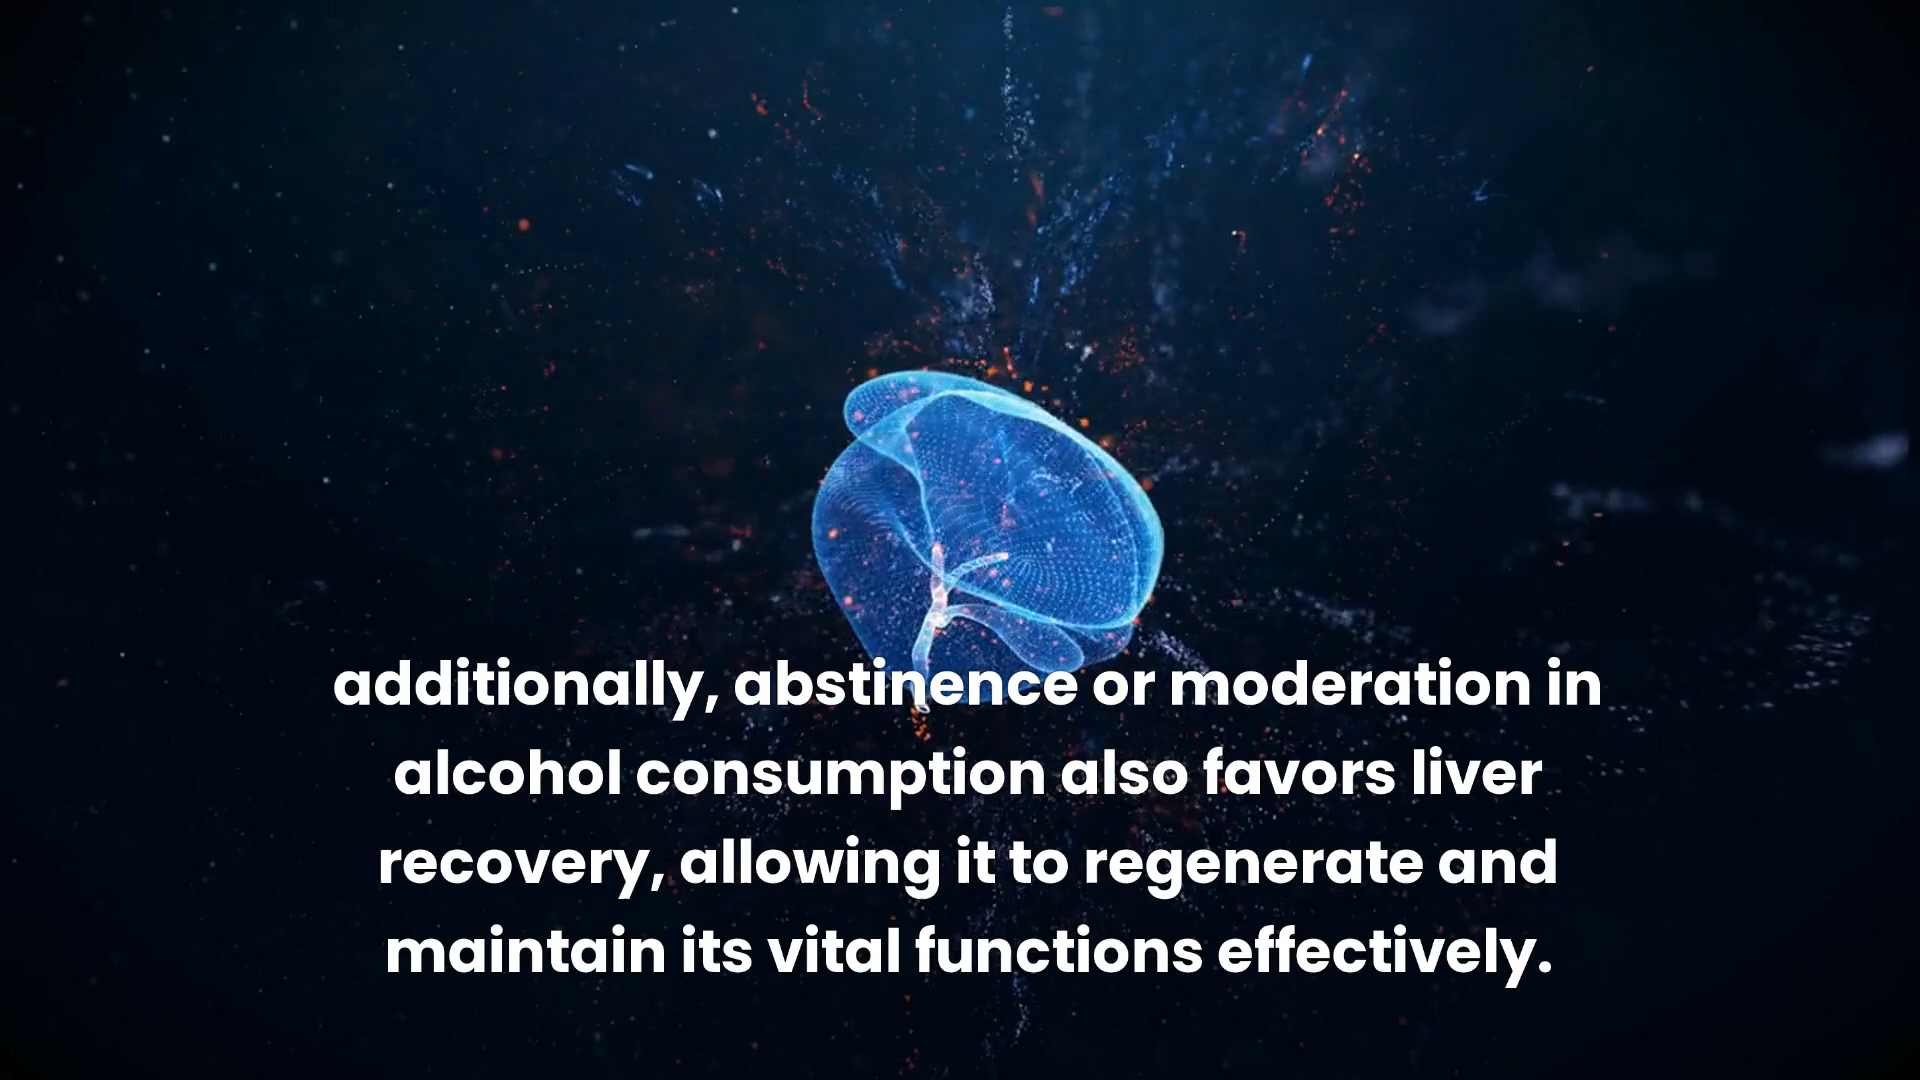 additionally, abstinence or moderation in
alcohol consumption also favors liver
recovery, allowing it to regenerate and
maintain its vital functions effectively.